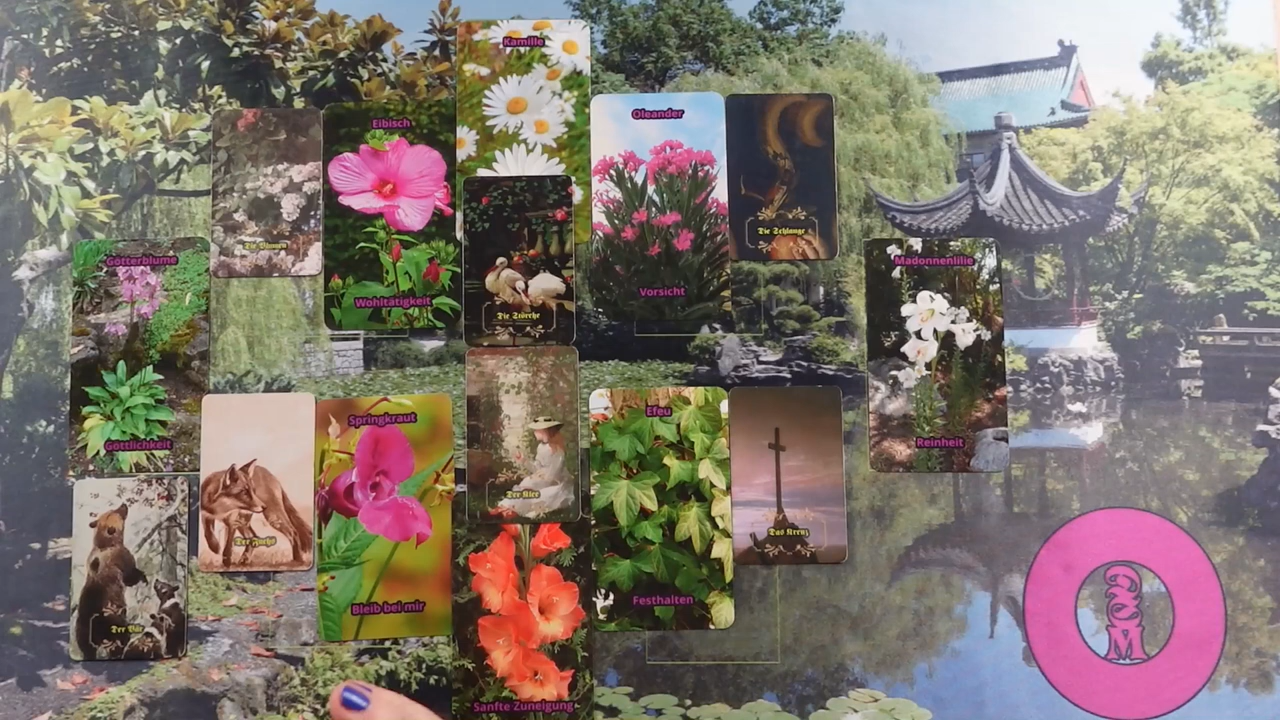 Kamille
Eibisch
Oleander
Die Blumen
Die Schlange
Götterblume
Madonnenlilie
Vorsicht
Wohltätigkeit
Die Störche
Springkraut
Efeu
Göttlichkeit
Reinheit
Der Klee
Das Kreuz
Der Fuchs
Festhalten
Bleib bei mir
Der Bär
Sanfte Zuneigung